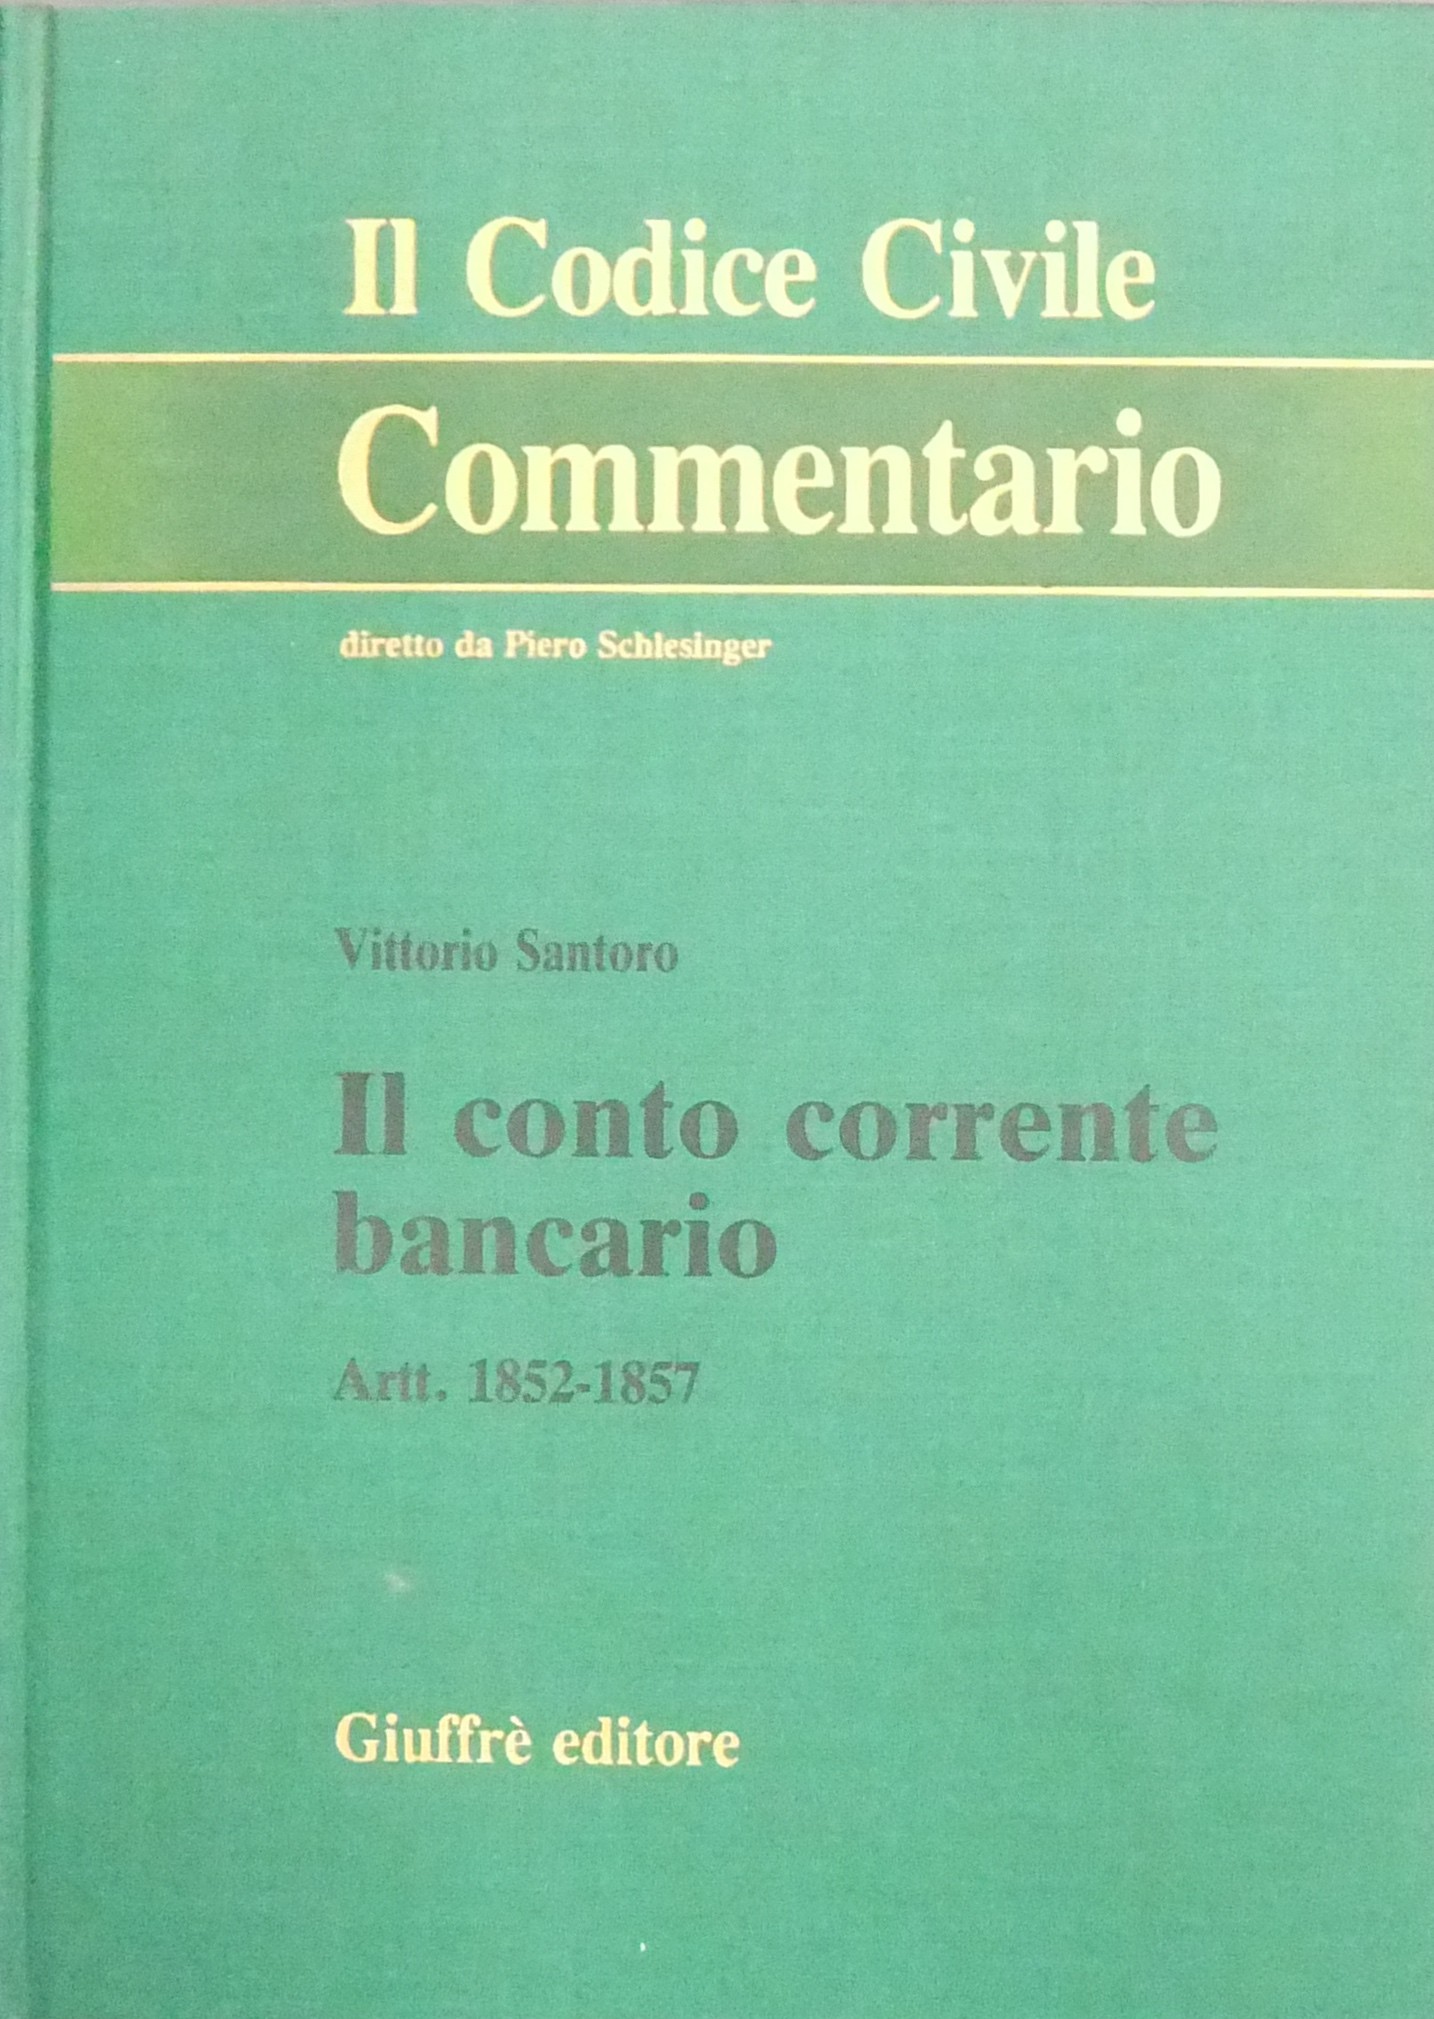 Il Codice Civile
Commentario
diretto da Piero Schlesinger
Vittorio Santoro
Il conto corrente
bancario
Artt. 1852-1857
Giuffrè editore